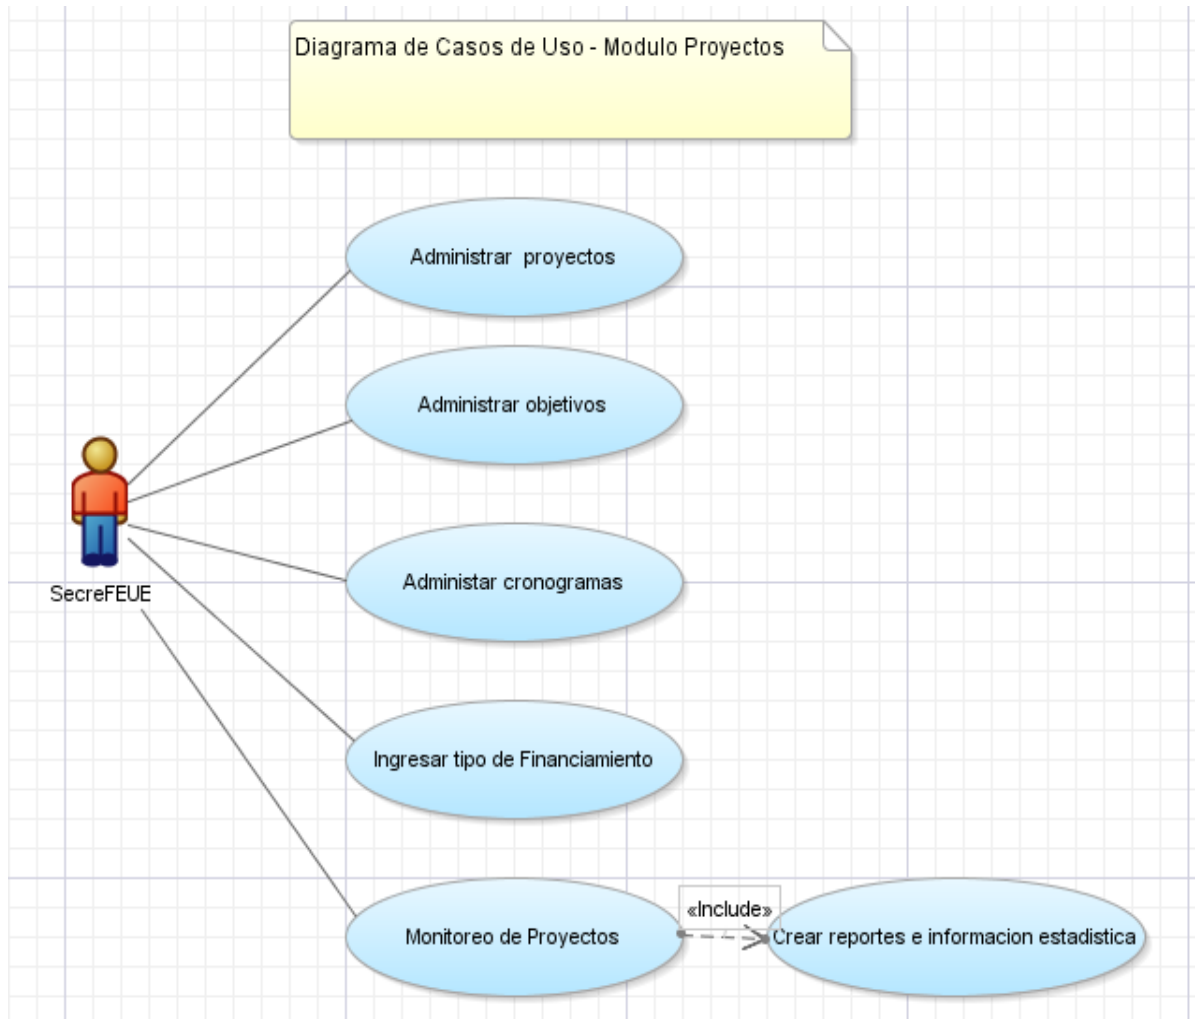 Diagrama de Casos de Uso - Modulo Proyectos
Administrar proyectos
Administrar objetivos
SecreFEUE
Administar cronogramas
Ingresar tipo de Financiamiento
Monitoreo de Proyectos
«Include»
Crear reportes e informacion estadistica